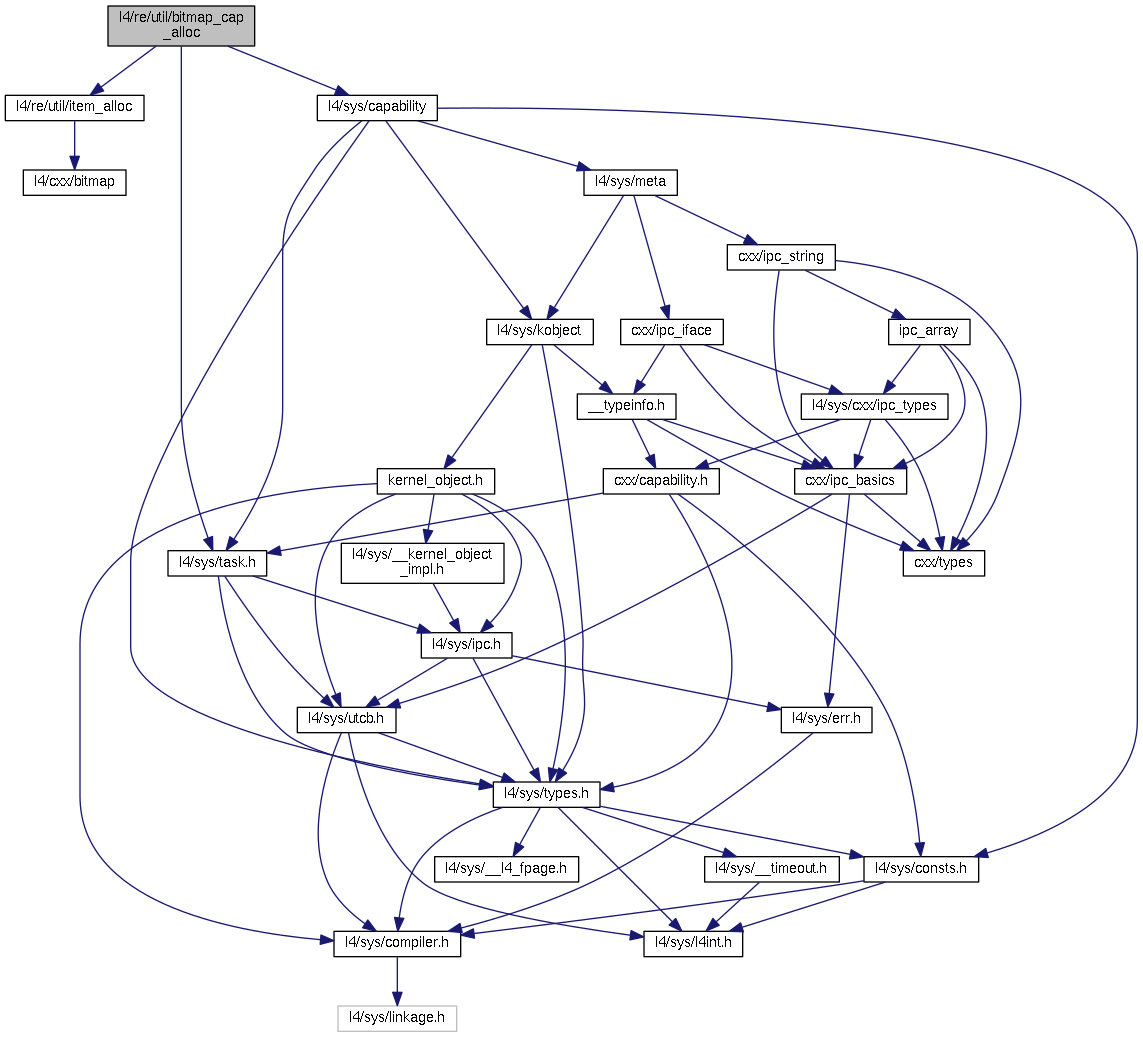 l4/re/util/bitmap_cap
_alloc
l4/re/util/item_alloc
l4/sys/capability
l4/cxx/bitmap
l4/sys/meta
cxx/ipc_string
l4/sys/kobject
cxx/ipc_iface
ipc_array
__typeinfo.h
l4/sys/cxx/ipc_types
kernel_object.h
cxx/capability.h
cxx/ipc_basics
l4/sys/task.h
l4/sys/__kernel_object
_impl.h
cxx/types
l4/sys/ipc.h
l4/sys/utcb.h
l4/sys/err.h
l4/sys/types.h
l4/sys/__l4_fpage.h
l4/sys/__timeout.h
l4/sys/consts.h
l4/sys/compiler.h
l4/sys/l4int.h
l4/sys/linkage.h